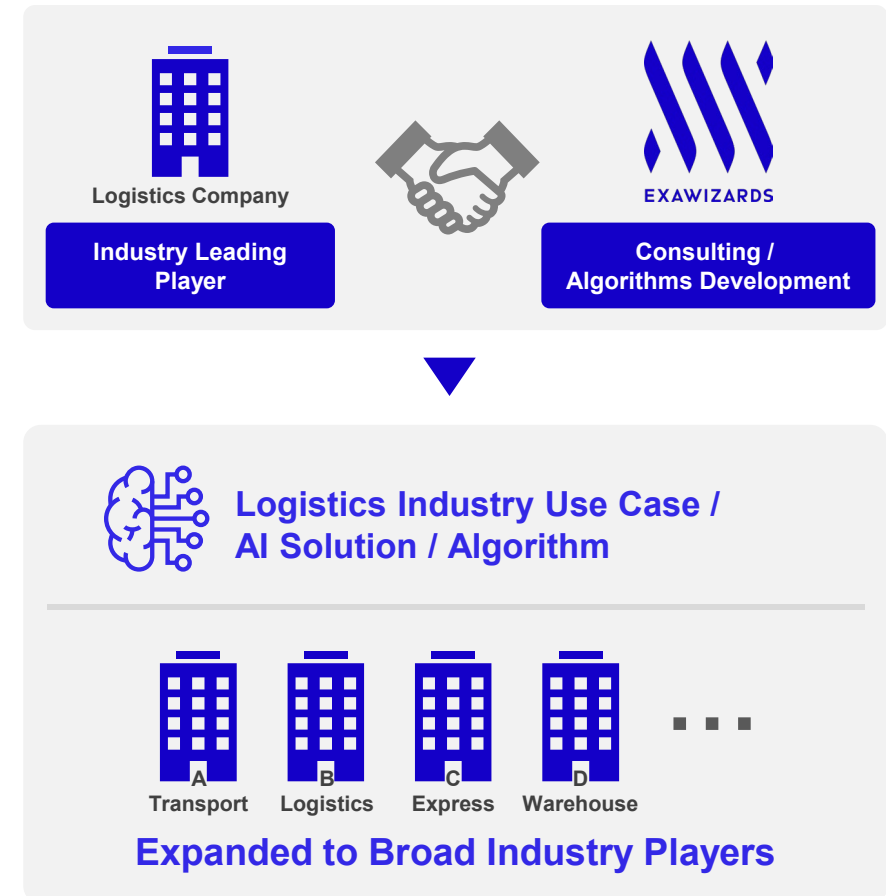 Logistics Company
EXAWIZARDS
Industry Leading
Player
Consulting /
Algorithms Development
Logistics Industry Use Case /
AI Solution / Algorithm
A
Transport
B
Logistics
C
Express
D
Warehouse
Expanded to Broad Industry Players